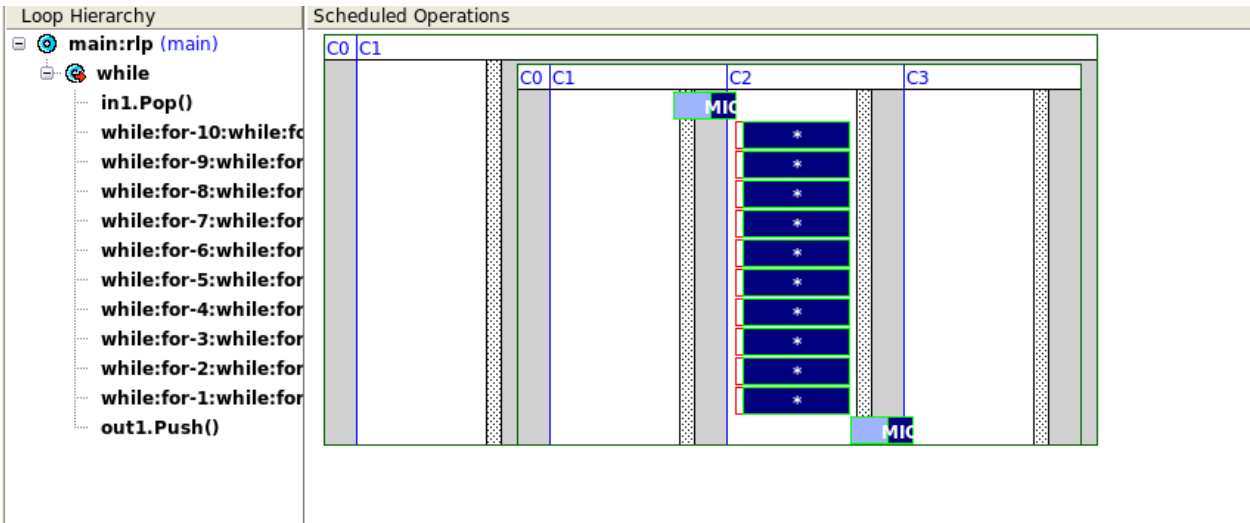 Loop Hierarchy Scheduled Operations
main:rlp (main)
C0 C1
while
C0 C1 C2 C3
in1.Pop()
MIC
while:for-10:while:fo
*
while:for-9:while:for
*
while:for-8:while:for
*
while:for-7:while:for
*
while:for-6:while:for
*
while:for-5:while:for
*
while:for-4:while:for
*
while:for-3:while:for
*
while:for-2:while:for
*
while:for-1:while:for
*
out1.Push()
MIC